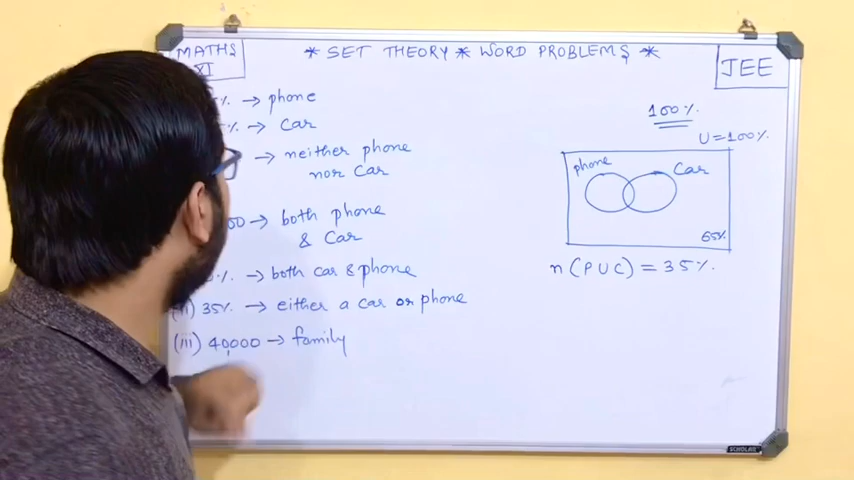 MATHS XI
* SET THEORY * WORD PROBLEMS *
JEE
% → phone
% → Car
→ neither phone
nor Car
00 → both phone
& Car
% → both car & phone
(ii) 35% → either a car or phone
(iii) 40,000 → family
100%
U = 100%
phone
Car
65%
n (P U C) = 35%
SCHOLAR